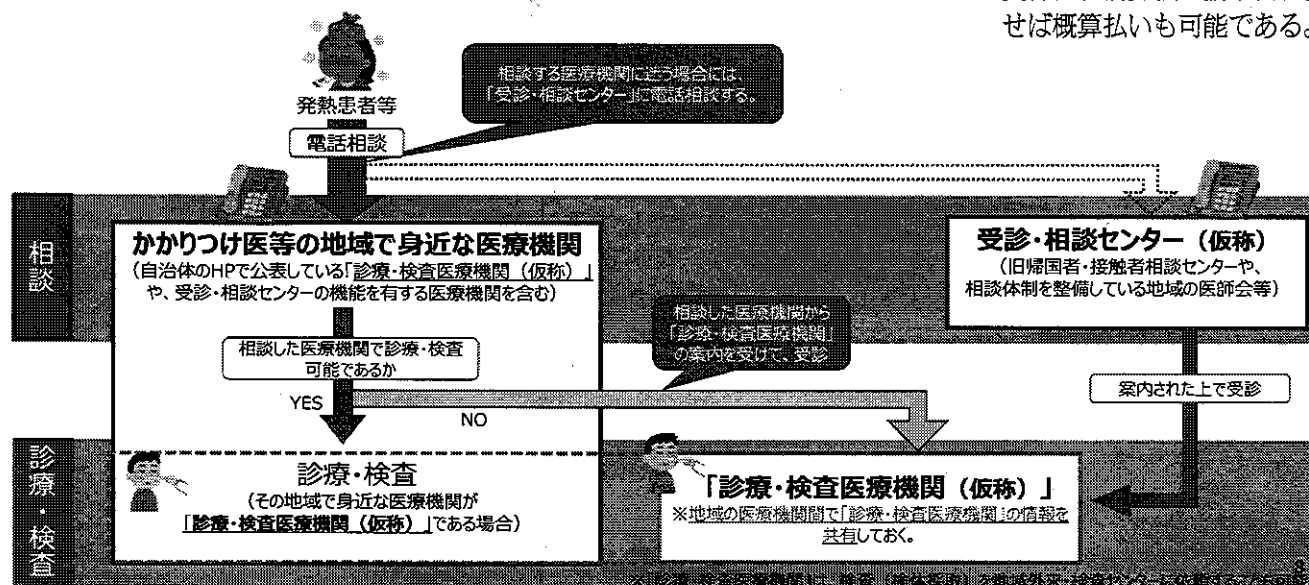 せば概算払いも可能である。
発熱患者等
電話相談
相談する医療機関に迷う場合には、
「受診・相談センター」に電話相談する。
相談
かかりつけ医等の地域で身近な医療機関
（自治体のHPで公表している「診療・検査医療機関（仮称）」
や、受診・相談センターの機能を有する医療機関を含む）
受診・相談センター（仮称）
（旧帰国者・接触者相談センターや、
相談体制を整備している地域の医師会等）
相談した医療機関で診療・検査
可能であるか
相談した医療機関から
「診療・検査医療機関」
の案内を受けて、受診
案内された上で受診
YES
NO
診療・検査
診療・検査
（その地域で身近な医療機関が
「診療・検査医療機関（仮称）」である場合）
「診療・検査医療機関（仮称）」
※地域の医療機関間で「診療・検査医療機関」の情報を
共有しておく。